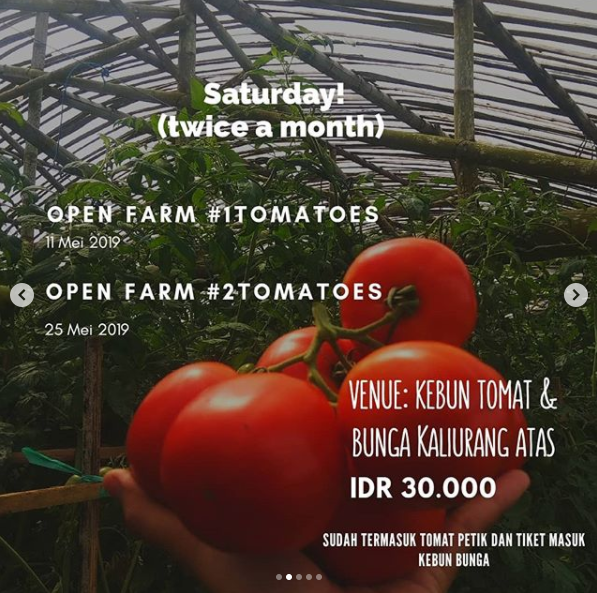 Saturday!
(twice a month)
OPEN FARM #1TOMATOES
11 Mei 2019
OPEN FARM #2TOMATOES
25 Mei 2019
VENUE: KEBUN TOMAT &
BUNGA KALIURANG ATAS
IDR 30.000
SUDAH TERMASUK TOMAT PETIK DAN TIKET MASUK
KEBUN BUNGA